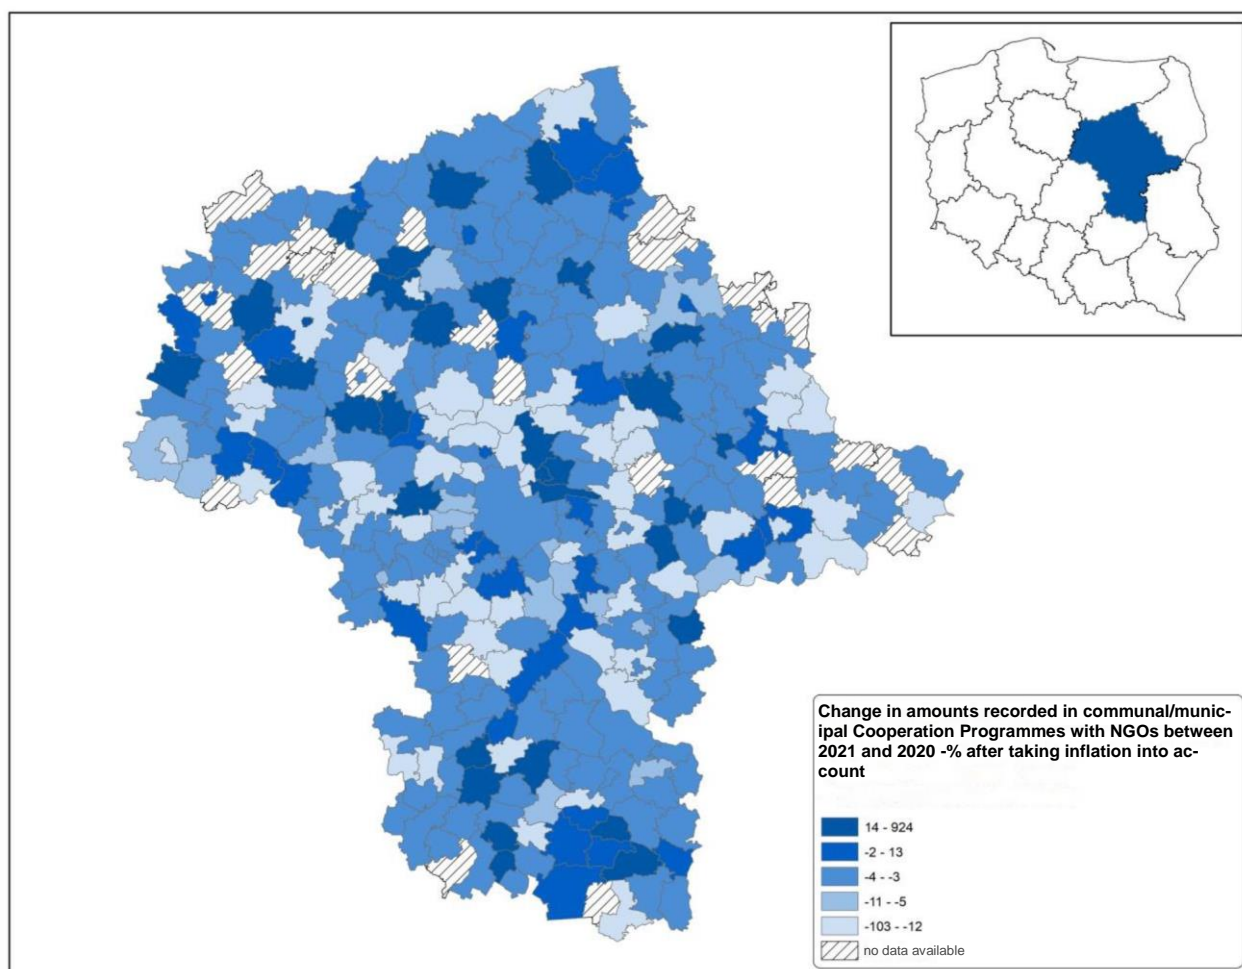 Change in amounts recorded in communal/munic-
ipal Cooperation Programmes with NGOs between
2021 and 2020 -% after taking inflation into ac-
count
14 - 924
-2 - 13
-4 - -3
-11 - -5
-103 - -12
no data available